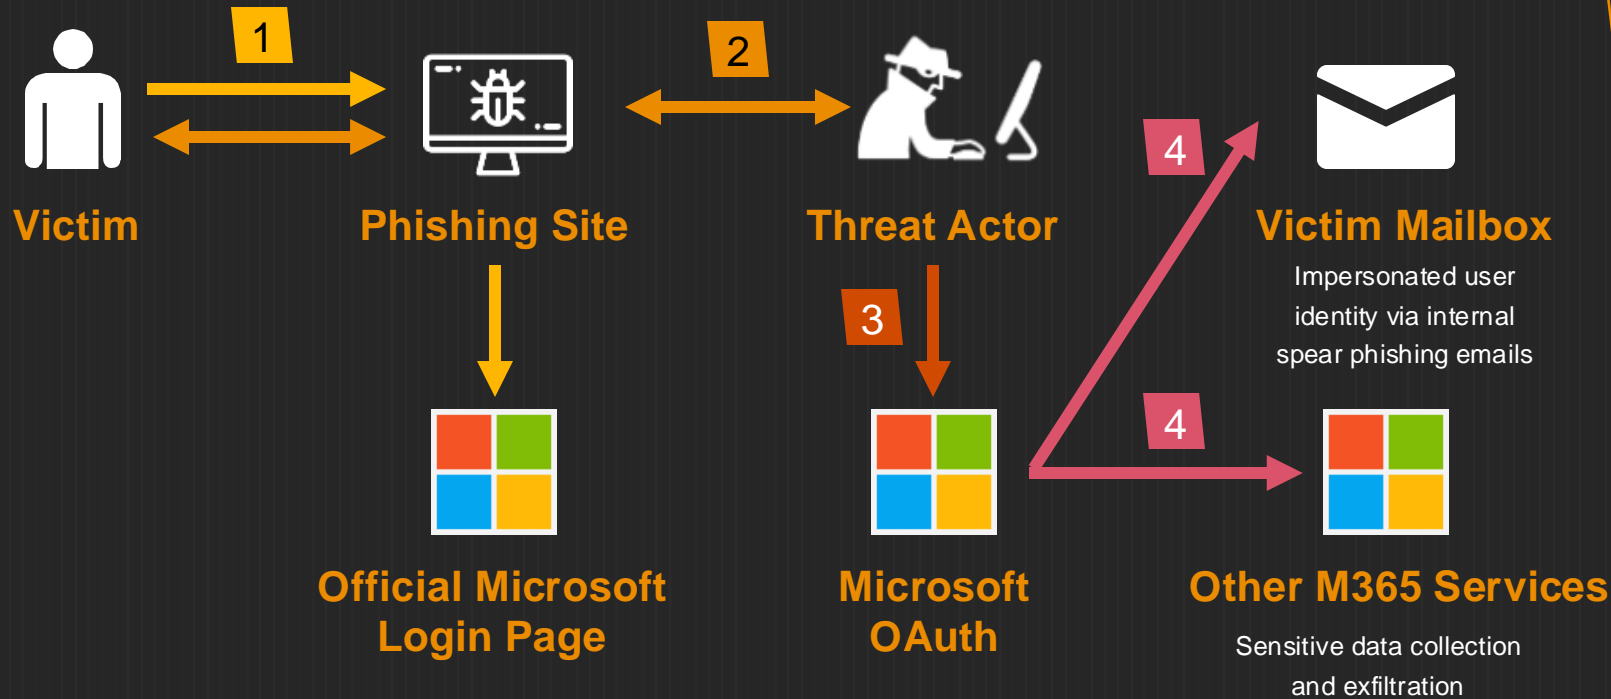 1
2
4
Victim
Phishing Site
Threat Actor
Victim Mailbox
Impersonated user
identity via internal
spear phishing emails
3
4
Official Microsoft
Login Page
Microsoft
OAuth
Other M365 Services
Sensitive data collection
and exfiltration